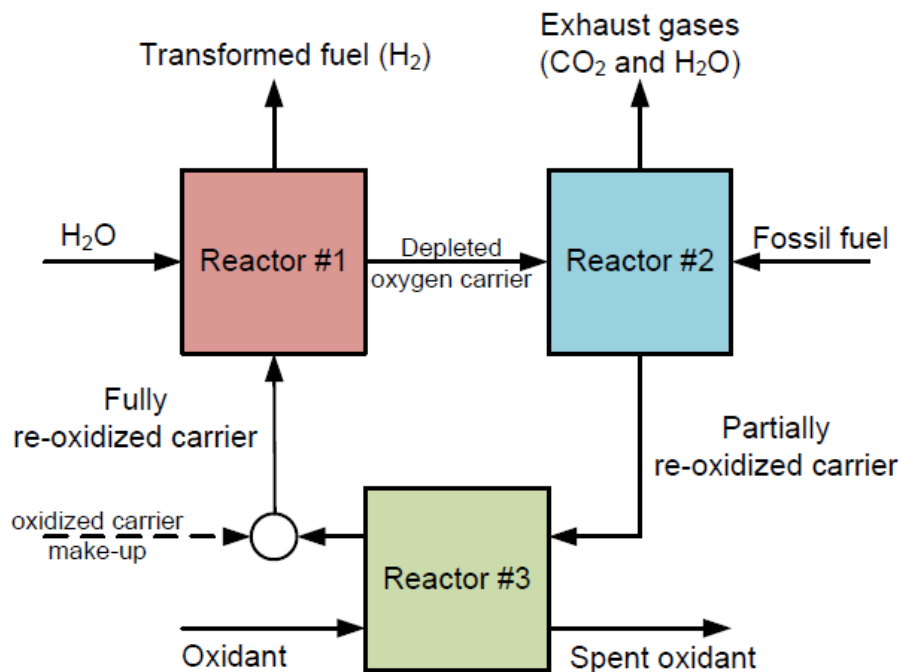 Transformed fuel (H₂)
Exhaust gases
(CO₂ and H₂O)
H₂O
Reactor #1
Depleted
oxygen carrier
Reactor #2
Fossil fuel
Fully
re-oxidized carrier
Partially
re-oxidized carrier
oxidized carrier
make-up
Reactor #3
Oxidant
Spent oxidant